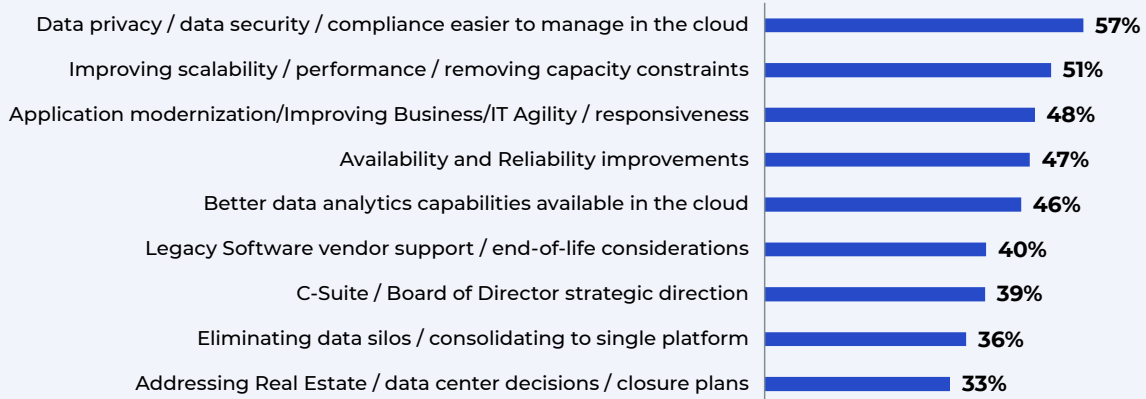 Data privacy / data security / compliance easier to manage in the cloud 57%
Improving scalability / performance / removing capacity constraints 51%
Application modernization/Improving Business/IT Agility / responsiveness 48%
Availability and Reliability improvements 47%
Better data analytics capabilities available in the cloud 46%
Legacy Software vendor support / end-of-life considerations 40%
C-Suite / Board of Director strategic direction 39%
Eliminating data silos / consolidating to single platform 36%
Addressing Real Estate / data center decisions / closure plans 33%